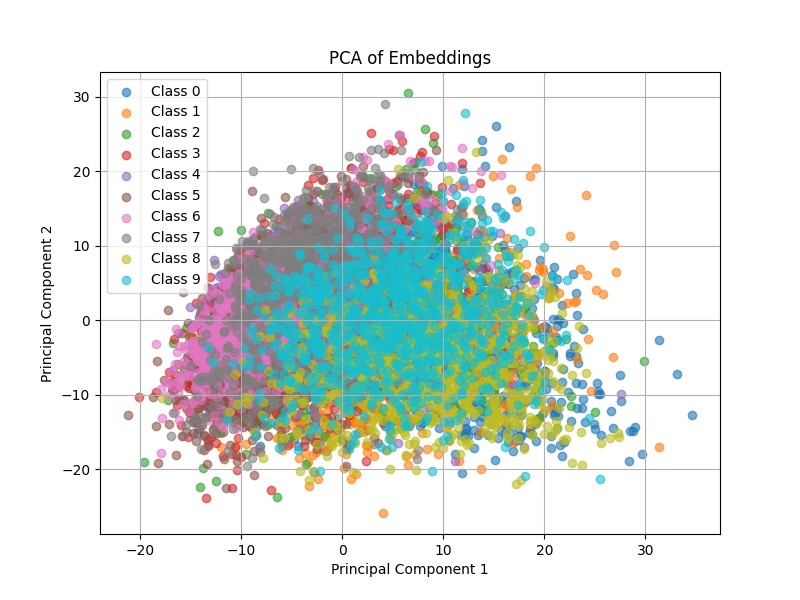 PCA of Embeddings
Class 0
Class 1
Class 2
Class 3
Class 4
Class 5
Class 6
Class 7
Class 8
Class 9
30
20
10
0
−10
−20
Principal Component 2
−20 −10 0 10 20 30
Principal Component 1